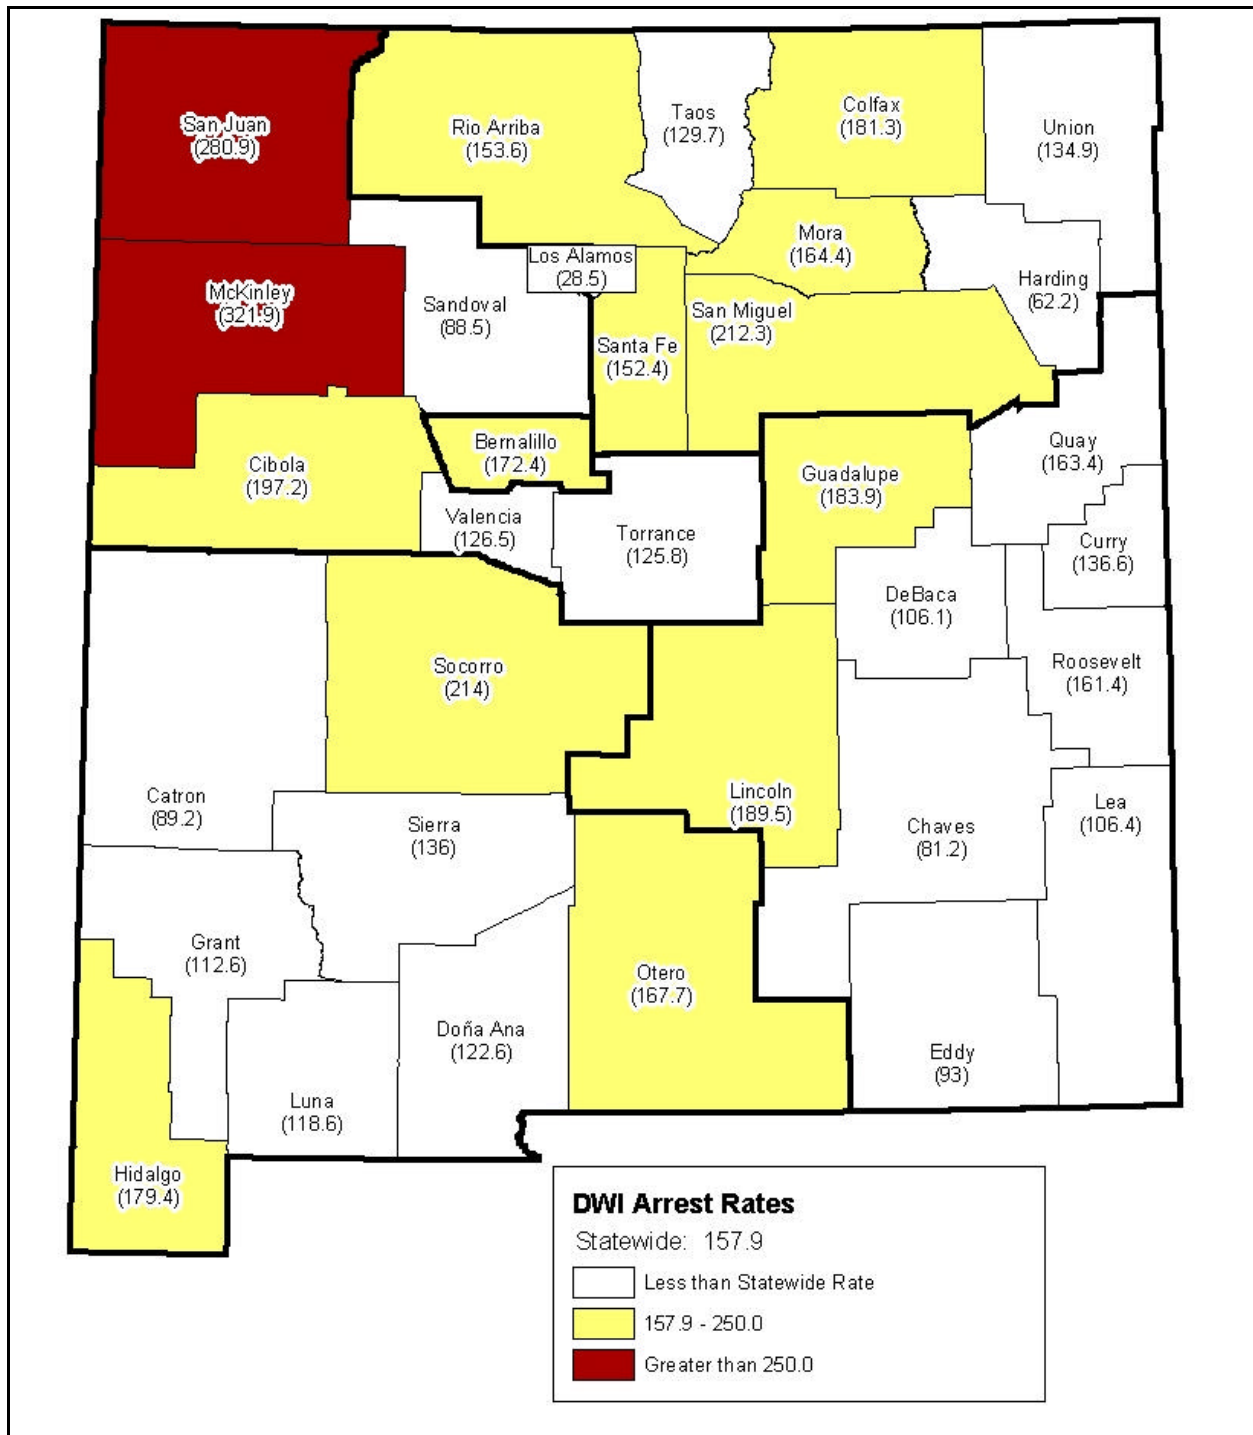 San Juan
(280.9)
Rio Arriba
(153.6)
Taos
(129.7)
Colfax
(181.3)
Union
(134.9)
McKinley
(321.9)
Sandoval
(88.5)
Los Alamos
(28.5)
Mora
(164.4)
Harding
(62.2)
San Miguel
(212.3)
Santa Fe
(152.4)
Cibola
(197.2)
Bernalillo
(172.4)
Guadalupe
(183.9)
Quay
(163.4)
Valencia
(126.5)
Torrance
(125.8)
Curry
(136.6)
DeBaca
(106.1)
Socorro
(214)
Roosevelt
(161.4)
Catron
(89.2)
Sierra
(136)
Lincoln
(189.5)
Chaves
(81.2)
Lea
(106.4)
Grant
(112.6)
Otero
(167.7)
Doña Ana
(122.6)
Eddy
(93)
Luna
(118.6)
Hidalgo
(179.4)
DWI Arrest Rates
Statewide: 157.9
Less than Statewide Rate
157.9 - 250.0
Greater than 250.0